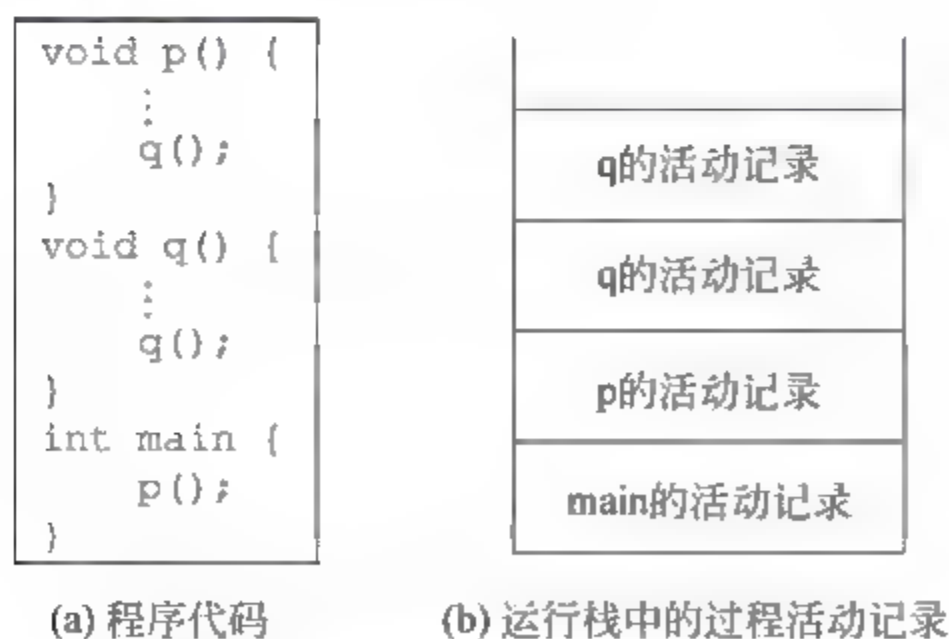 void p() {
⋮
q();
}
void q() {
⋮
q();
}
int main {
p();
}
(a) 程序代码
q的活动记录
q的活动记录
p的活动记录
main的活动记录
(b) 运行栈中的过程活动记录